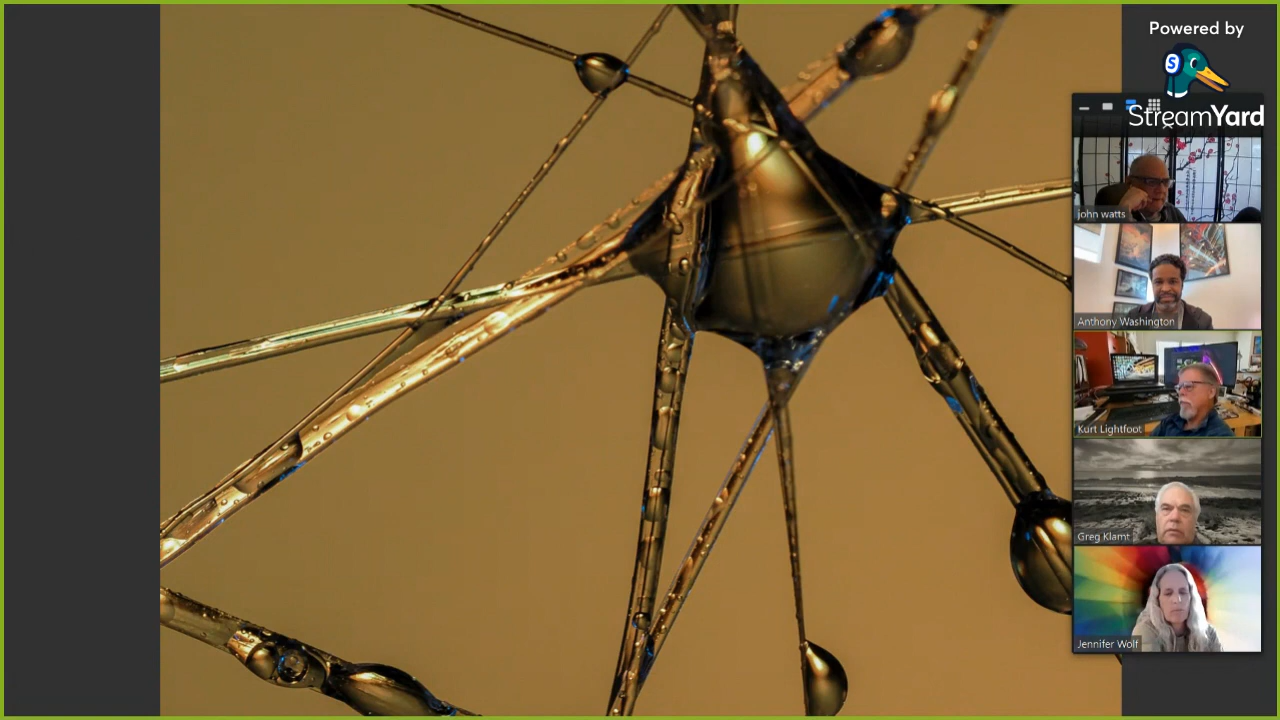 Powered by
StreamYard
john watts
Anthony Washington
Kurt Lightfoot
Greg Klamt
Jennifer Wolf